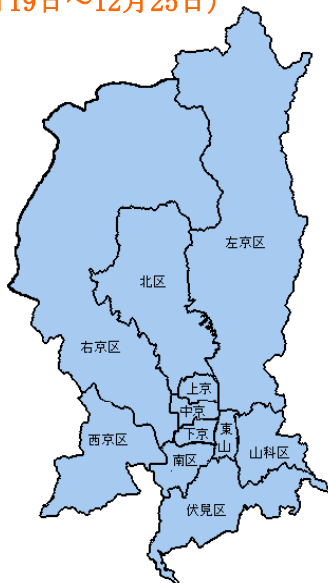 月19日～12月25日）
左京区
北区
右京区
上京
中京
下京
東山
西京区
南区
山科区
伏見区